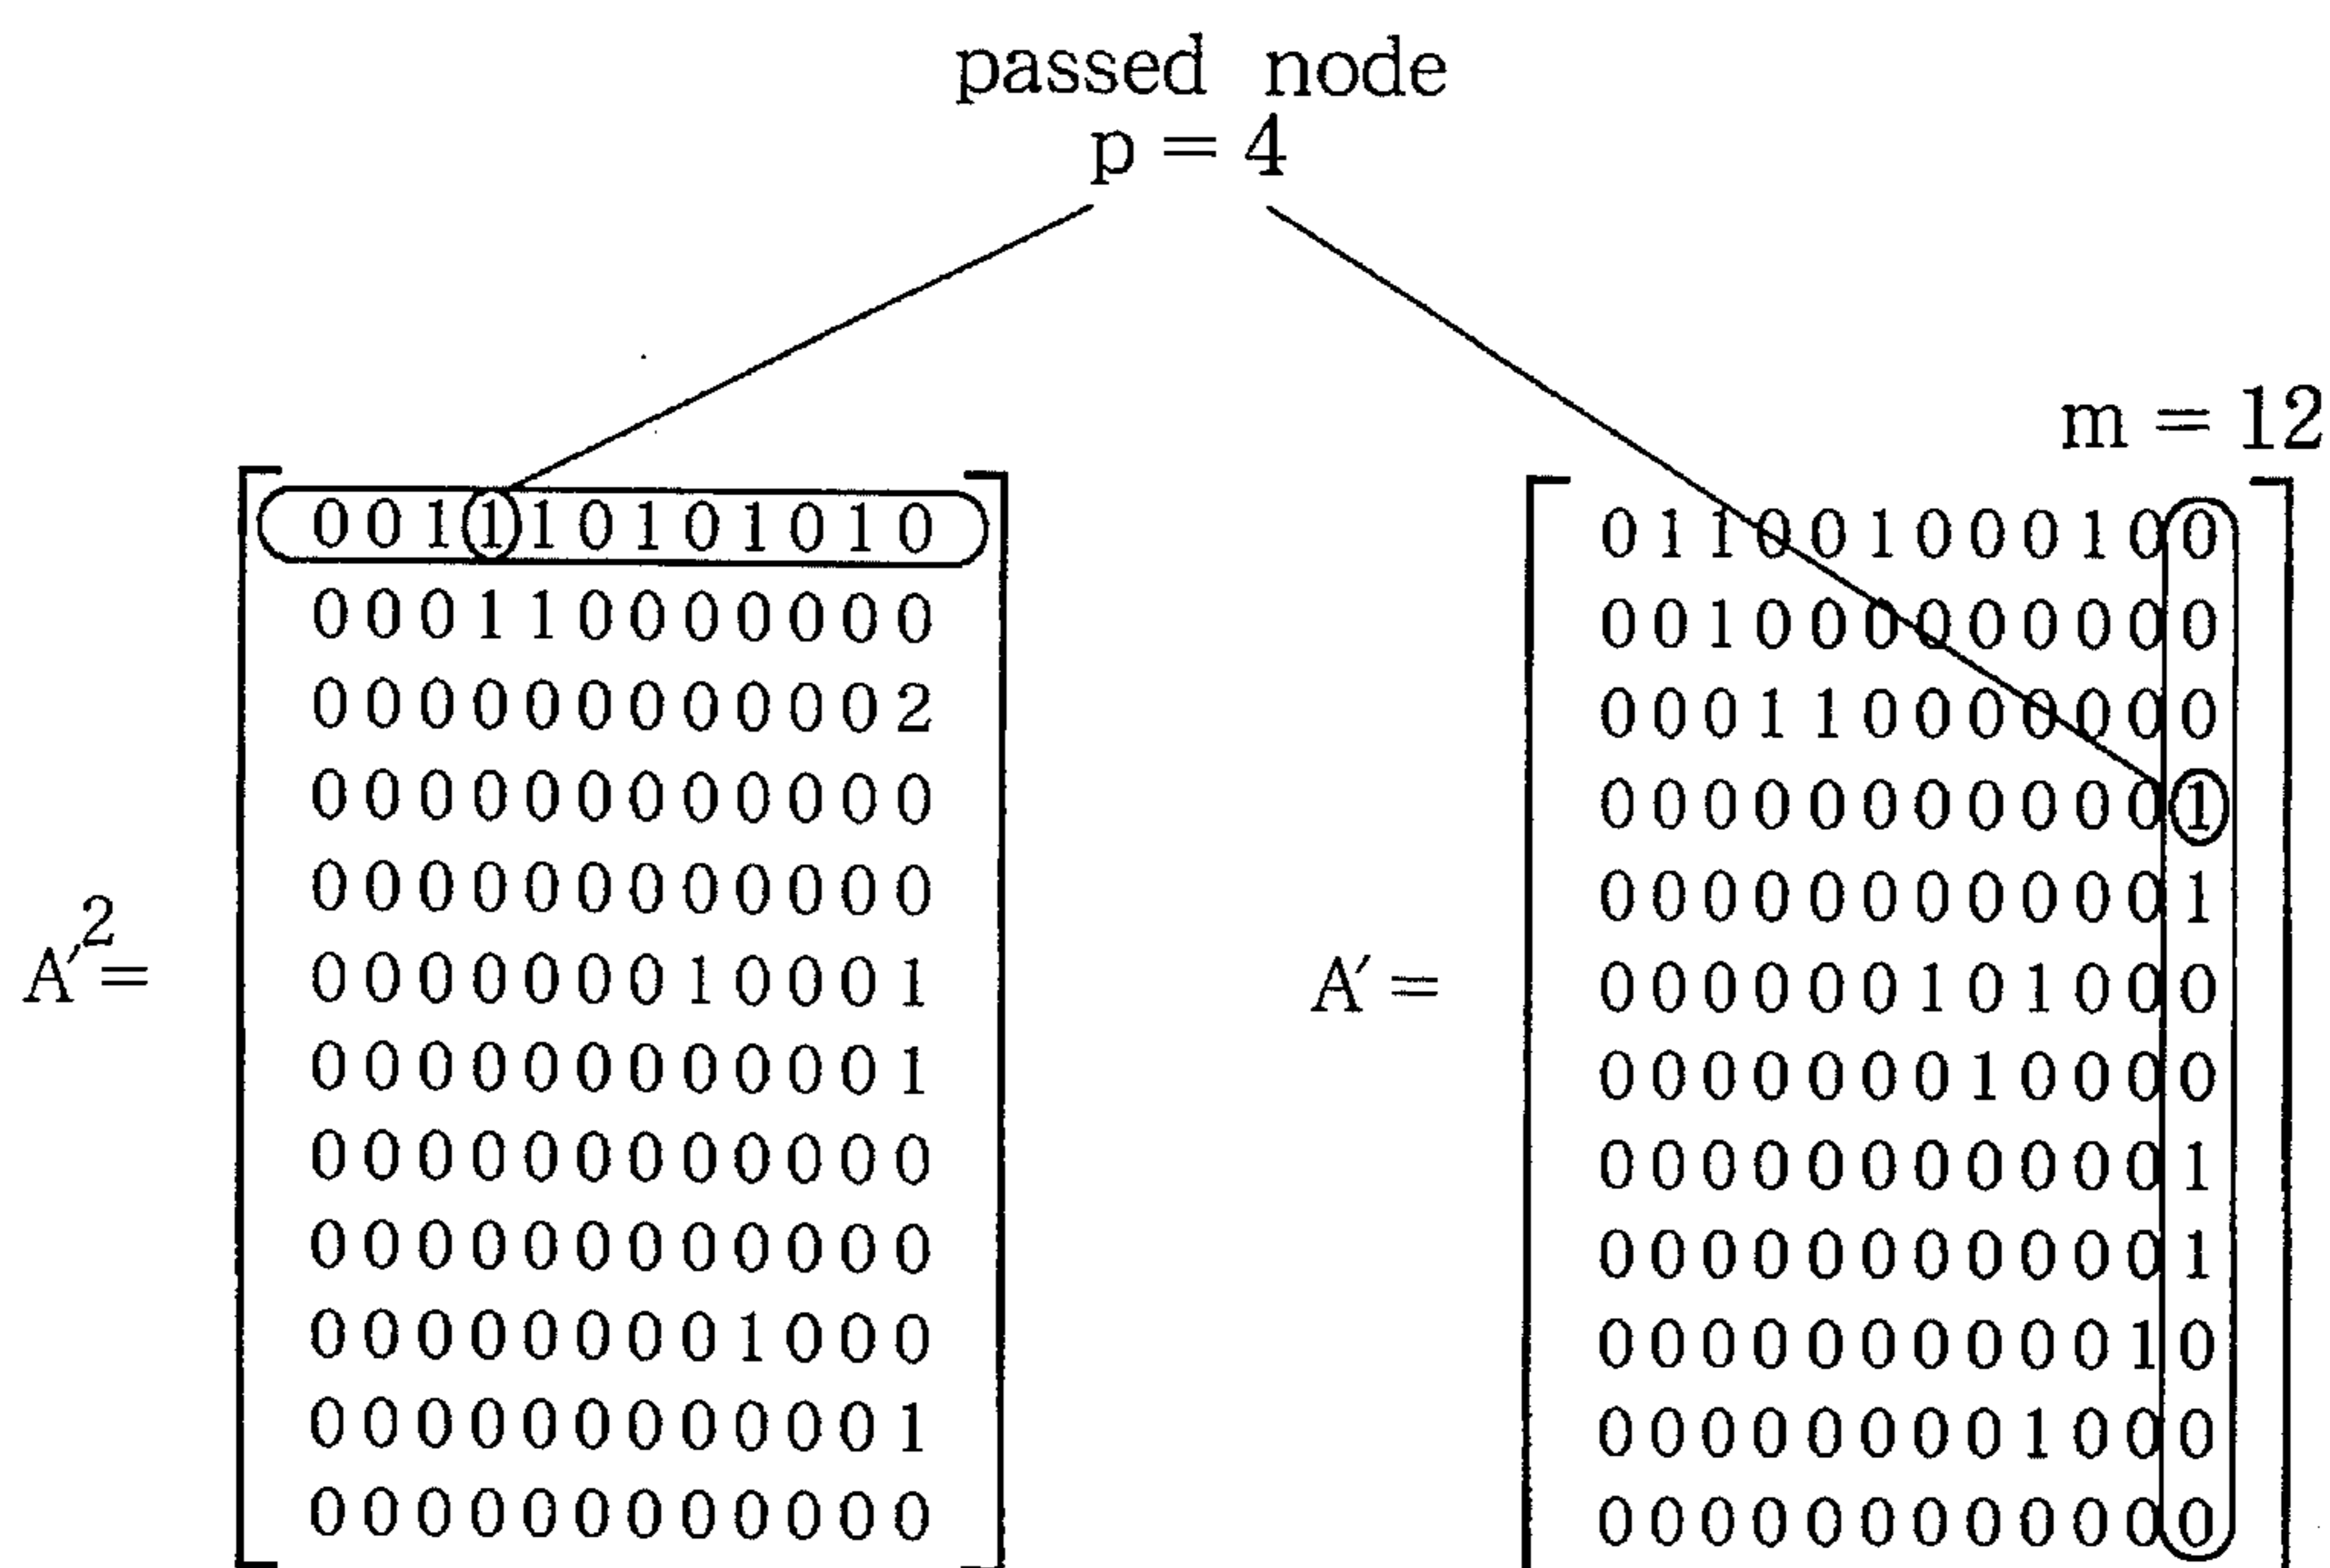 passed node
p = 4
A′² =
0 0 1 1 1 0 1 0 1 0 1 0
0 0 0 1 1 0 0 0 0 0 0 0
0 0 0 0 0 0 0 0 0 0 0 2
0 0 0 0 0 0 0 0 0 0 0 0
0 0 0 0 0 0 0 0 0 0 0 0
0 0 0 0 0 0 0 1 0 0 0 1
0 0 0 0 0 0 0 0 0 0 0 1
0 0 0 0 0 0 0 0 0 0 0 0
0 0 0 0 0 0 0 0 0 0 0 0
0 0 0 0 0 0 0 0 1 0 0 0
0 0 0 0 0 0 0 0 0 0 0 1
0 0 0 0 0 0 0 0 0 0 0 0
m = 12
A′ =
0 1 1 0 0 1 0 0 0 1 0 0
0 0 1 0 0 0 0 0 0 0 0 0
0 0 0 1 1 0 0 0 0 0 0 0
0 0 0 0 0 0 0 0 0 0 0 1
0 0 0 0 0 0 0 0 0 0 0 1
0 0 0 0 0 0 1 0 1 0 0 0
0 0 0 0 0 0 0 1 0 0 0 0
0 0 0 0 0 0 0 0 0 0 0 1
0 0 0 0 0 0 0 0 0 0 0 1
0 0 0 0 0 0 0 0 0 0 1 0
0 0 0 0 0 0 0 0 1 0 0 0
0 0 0 0 0 0 0 0 0 0 0 0